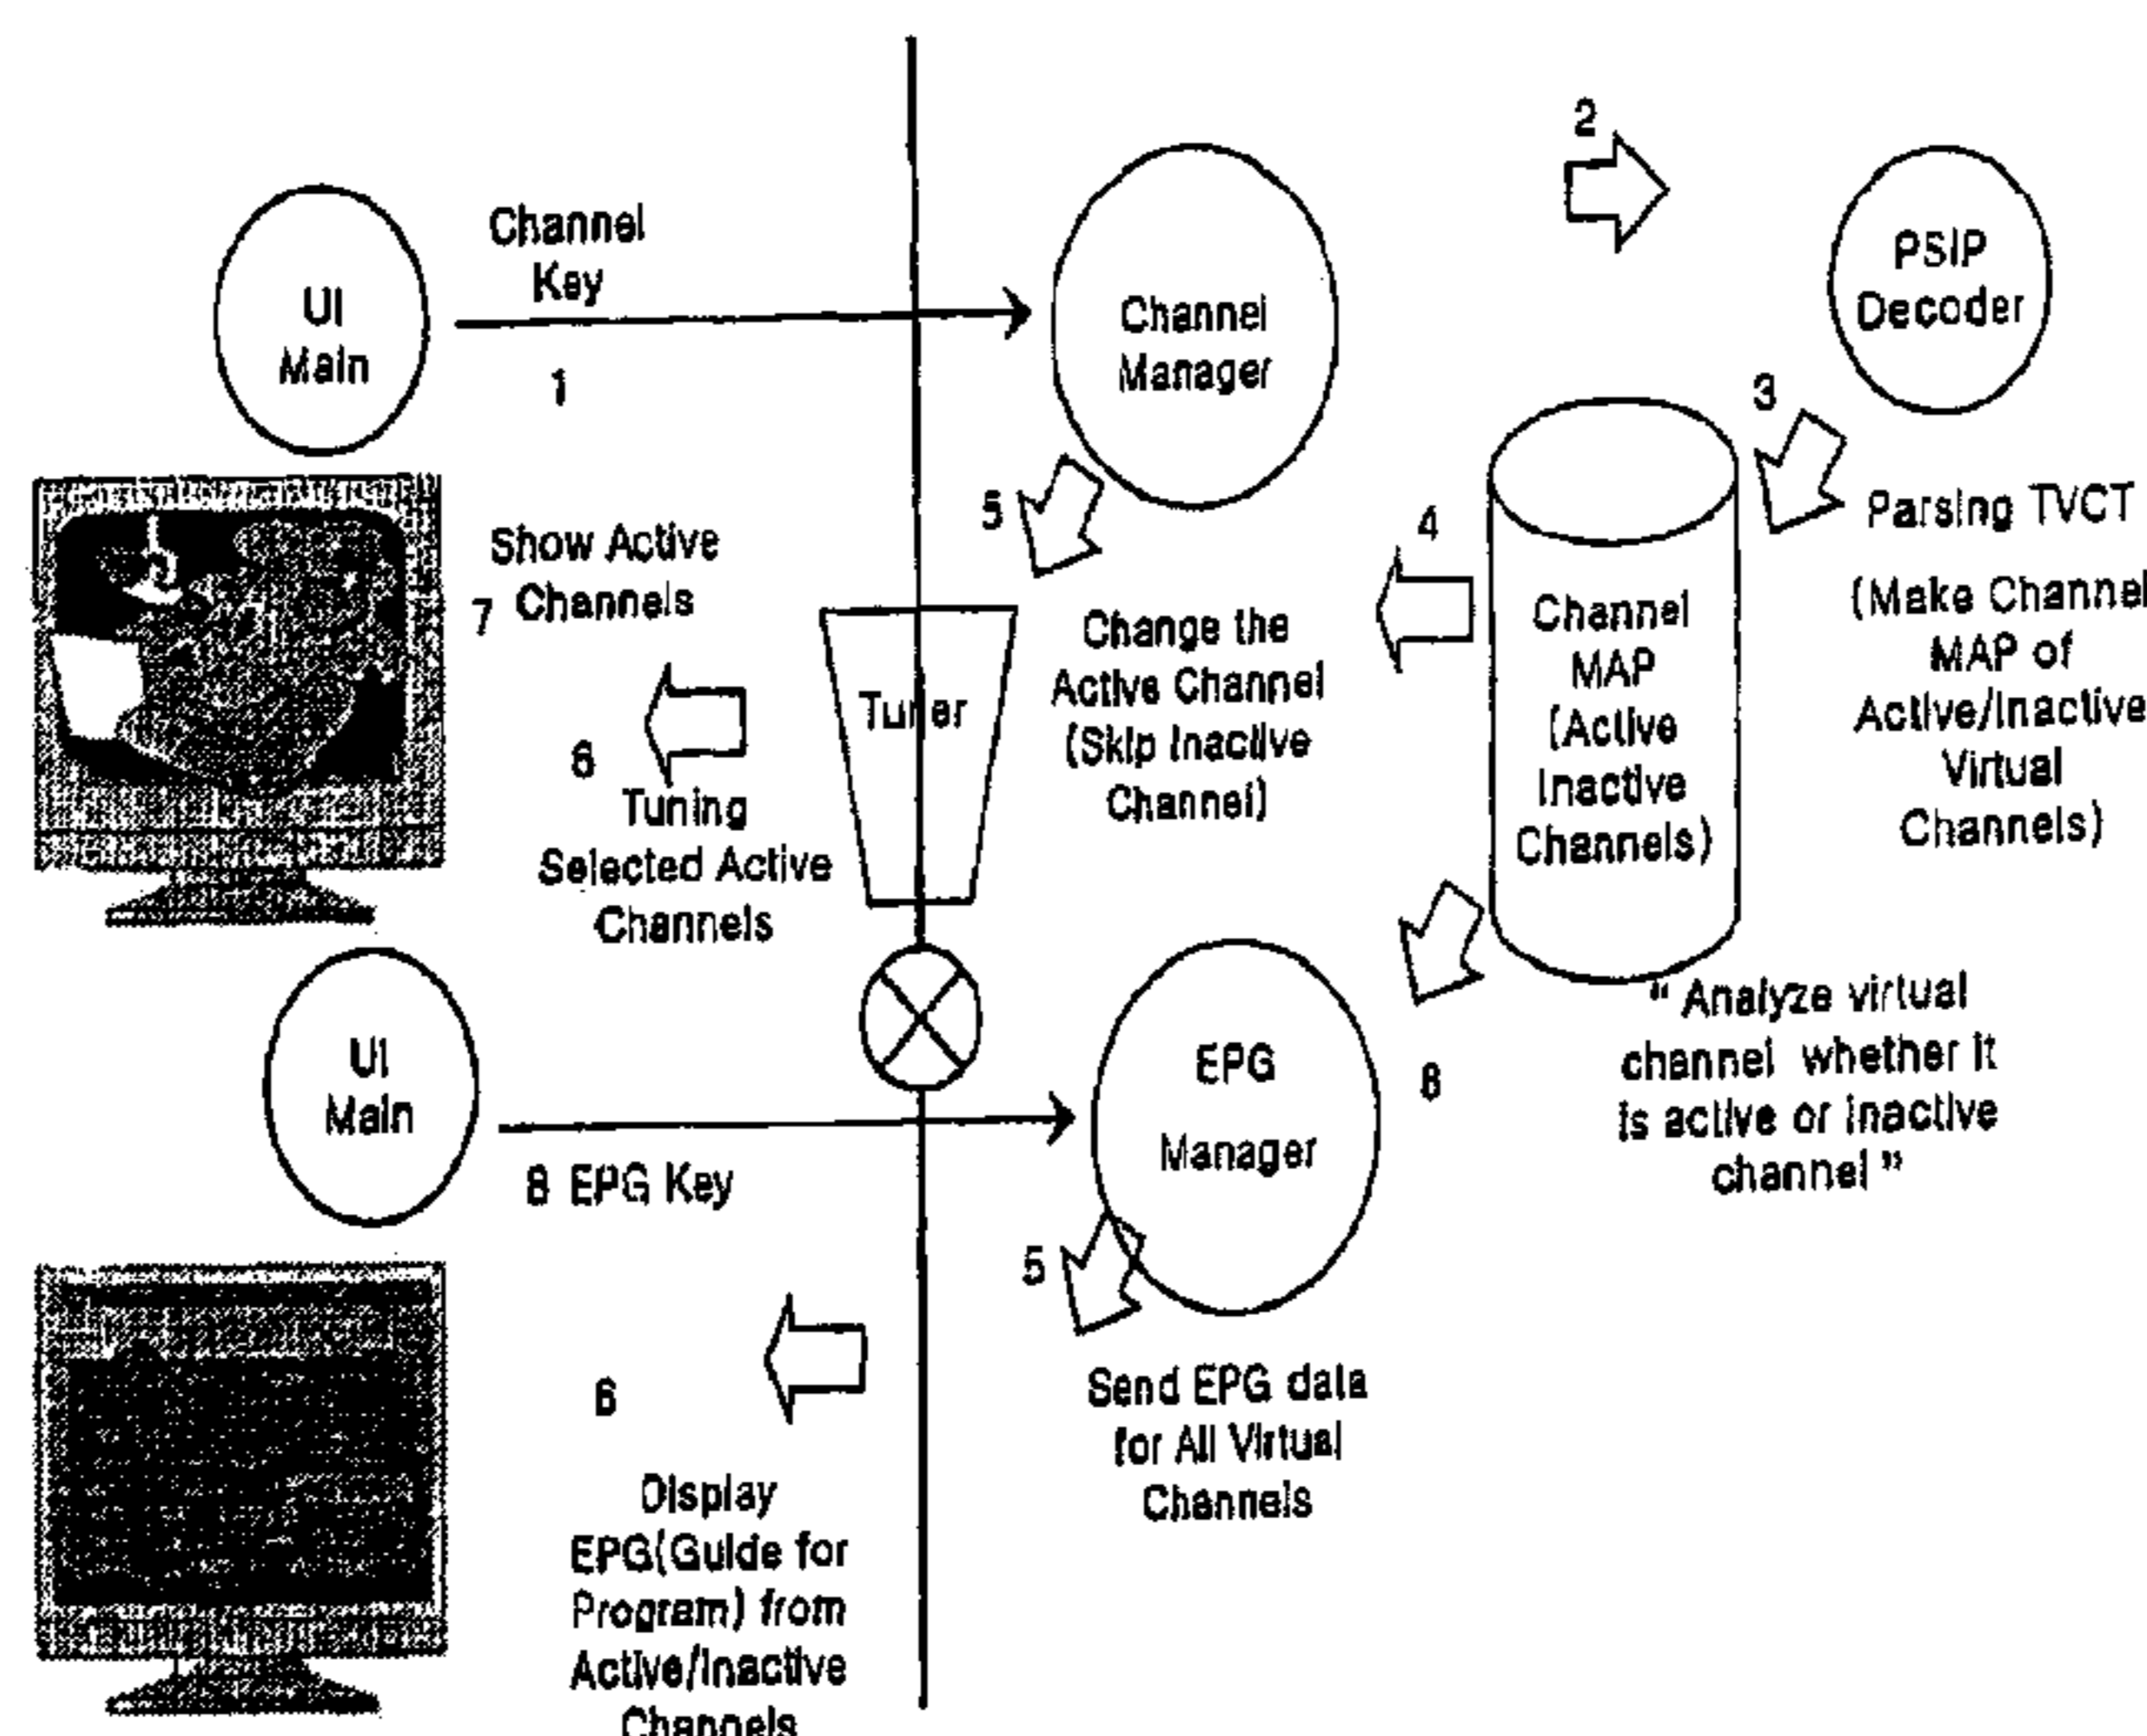 2
Channel
Key
UI
Main
1
Channel
Manager
PSIP
Decoder
3
Parsing TVCT
(Make Channel
MAP of
Active/Inactive
Virtual
Channels)
4
Channel
MAP
(Active
Inactive
Channels)
5
Change the
Active Channel
(Skip Inactive
Channel)
Show Active
7 Channels
Tuner
6
Tuning
Selected Active
Channels
UI
Main
8 EPG Key
EPG
Manager
8
“ Analyze virtual
channel whether it
is active or inactive
channel ”
5
Send EPG data
for All Virtual
Channels
6
Display
EPG(Guide for
Program) from
Active/Inactive
Channels